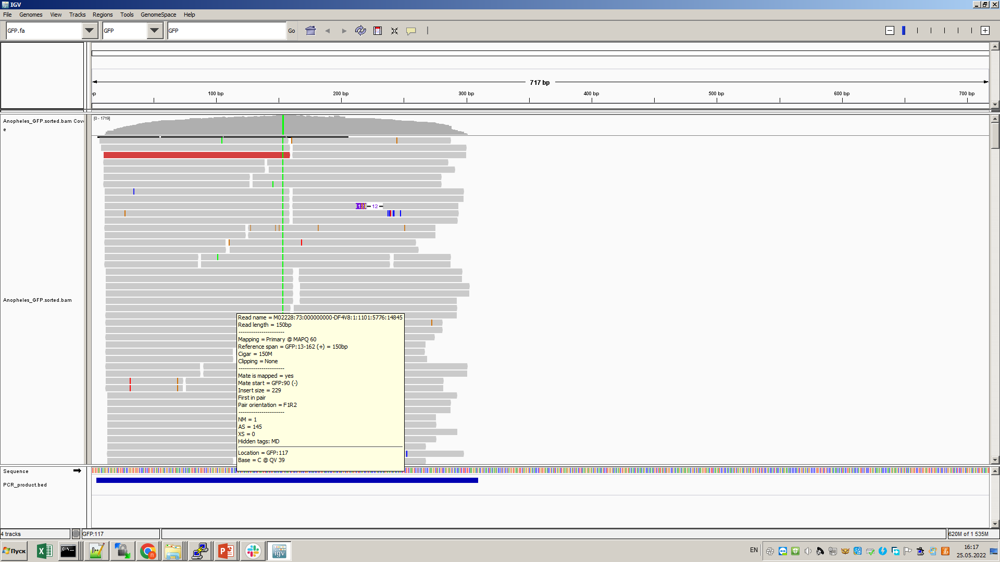 IGV
File Genomes View Tracks Regions Tools GenomeSpace Help
GFP.fa GFP GFP Go
717 bp
100 bp 200 bp 300 bp 400 bp 500 bp 600 bp 700 bp
Anopheles_GFP.sorted.bam Cov
e
[0 - 1719]
12 12
Anopheles_GFP.sorted.bam
Read name = M02228:73:000000000-DF4V8:1:1101:5776:14845
Read length = 150bp
----------------------
Mapping = Primary @ MAPQ 60
Reference span = GFP:13-162 (+) = 150bp
Cigar = 150M
Clipping = None
----------------------
Mate is mapped = yes
Mate start = GFP:90 (-)
Insert size = 229
First in pair
Pair orientation = F1R2
----------------------
NM = 1
AS = 145
XS = 0
Hidden tags: MD
Location = GFP:117
Base = C @ QV 39
Sequence
PCR_product.bed
4 tracks GFP:117 620M of 1 535M
Пуск EN 16:17
25.05.2022